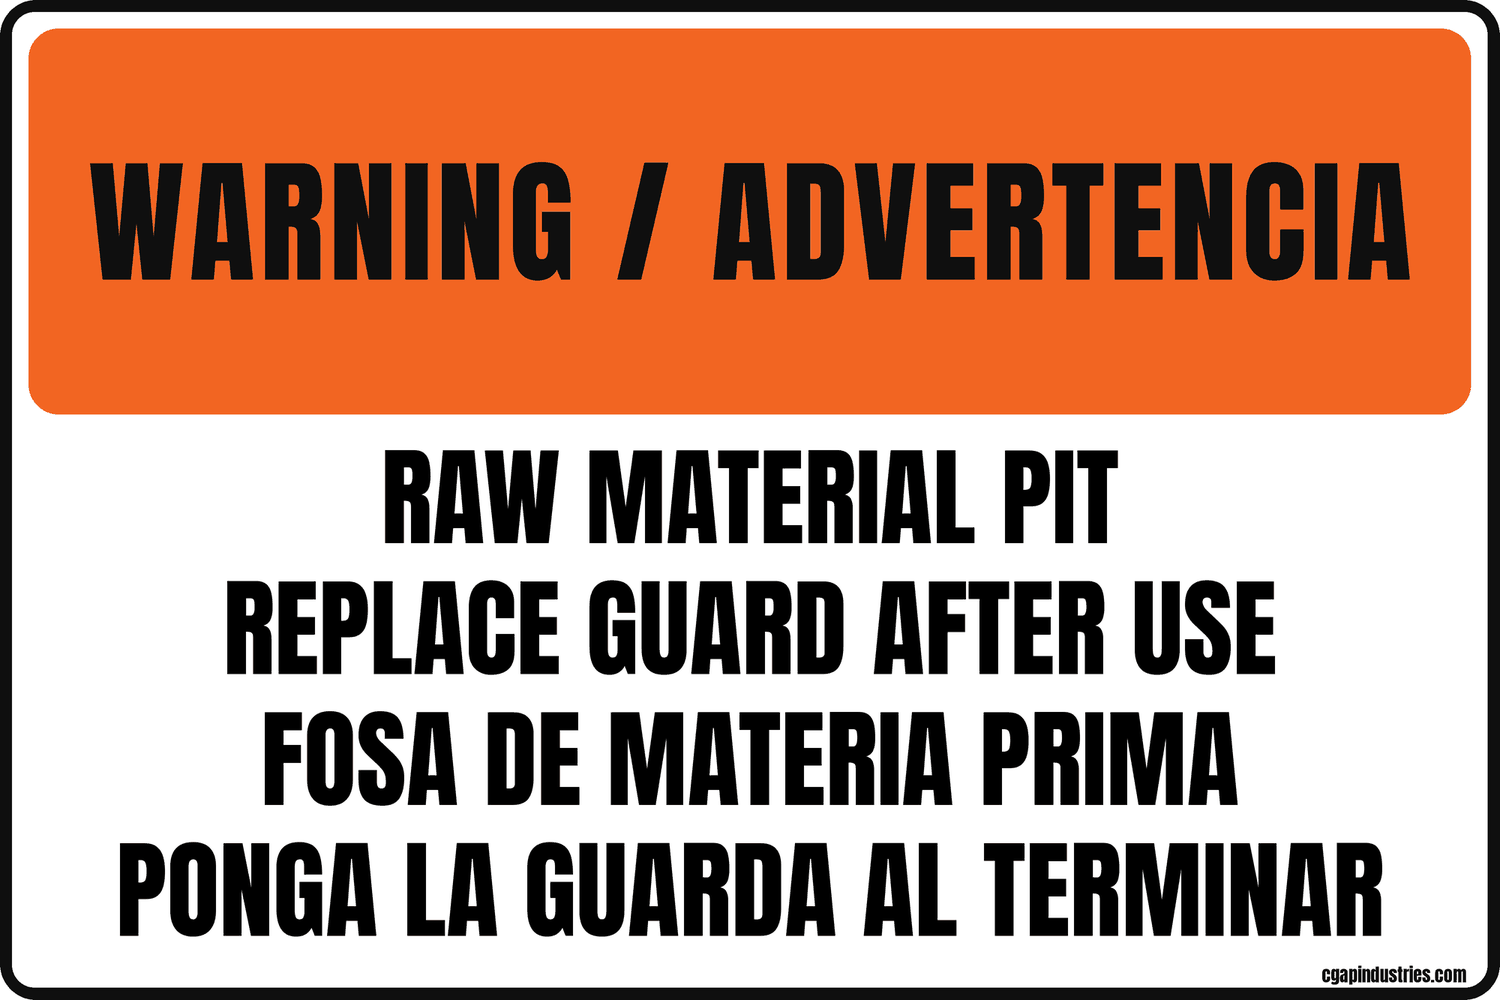 WARNING / ADVERTENCIA
RAW MATERIAL PIT
REPLACE GUARD AFTER USE
FOSA DE MATERIA PRIMA
PONGA LA GUARDA AL TERMINAR
cgapindustries.com